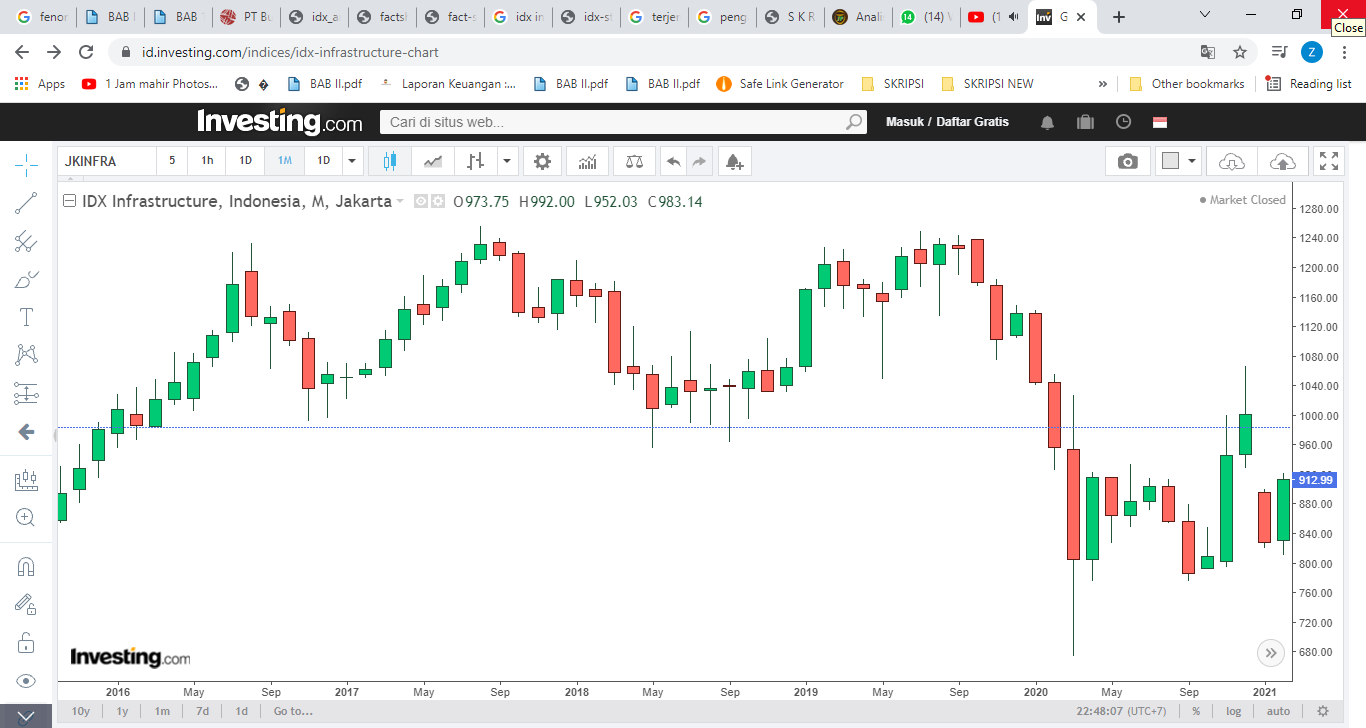 fenor
BAB I
BAB
PT Bu
idx_a
factsh
fact-s
idx in
idx-st
terjer
peng
S K R
Anali
(14)
(1
G
Close
id.investing.com/indices/idx-infrastructure-chart
Z
Apps
1 Jam mahir Photos...
BAB II.pdf
Laporan Keuangan :...
BAB II.pdf
BAB II.pdf
Safe Link Generator
SKRIPSI
SKRIPSI NEW
»
Other bookmarks
Reading list
Investing.com
Cari di situs web...
Masuk / Daftar Gratis
JKINFRA
5
1h
1D
1M
1D
IDX Infrastructure, Indonesia, M, Jakarta
O973.75 H992.00 L952.03 C983.14
Market Closed
1280.00
1240.00
1200.00
1160.00
1120.00
1080.00
1040.00
1000.00
960.00
912.99
880.00
840.00
800.00
760.00
720.00
680.00
Investing.com
2016 May Sep 2017 May Sep 2018 May Sep 2019 May Sep 2020 May Sep 2021
10y 1y 1m 7d 1d Go to...
22:48:07 (UTC+7) % log auto